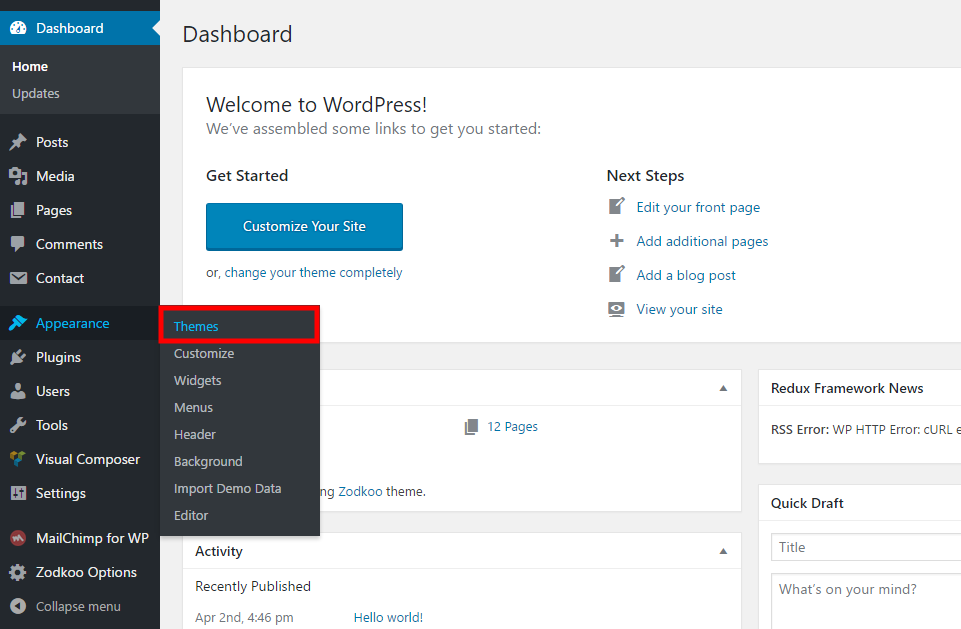 Dashboard
Home
Updates
Posts
Media
Pages
Comments
Contact
Appearance
Plugins
Users
Tools
Visual Composer
Settings
MailChimp for WP
Zodkoo Options
Collapse menu
Themes
Customize
Widgets
Menus
Header
Background
Import Demo Data
Editor
Dashboard
Welcome to WordPress!
We've assembled some links to get you started:
Get Started
Customize Your Site
or, change your theme completely
Next Steps
Edit your front page
Add additional pages
Add a blog post
View your site
12 Pages
Zodkoo theme.
Activity
Recently Published
Apr 2nd, 4:46 pm Hello world!
Redux Framework News
RSS Error: WP HTTP Error: cURL
Quick Draft
Title
What's on your mind?